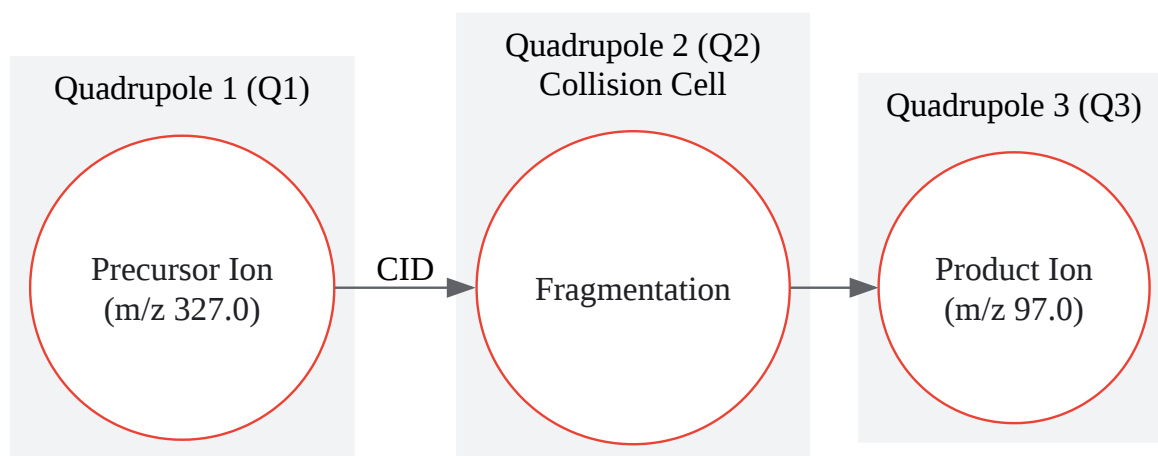 Quadrupole 1 (Q1)
Precursor Ion
(m/z 327.0)
CID
Quadrupole 2 (Q2)
Collision Cell
Fragmentation
Quadrupole 3 (Q3)
Product Ion
(m/z 97.0)